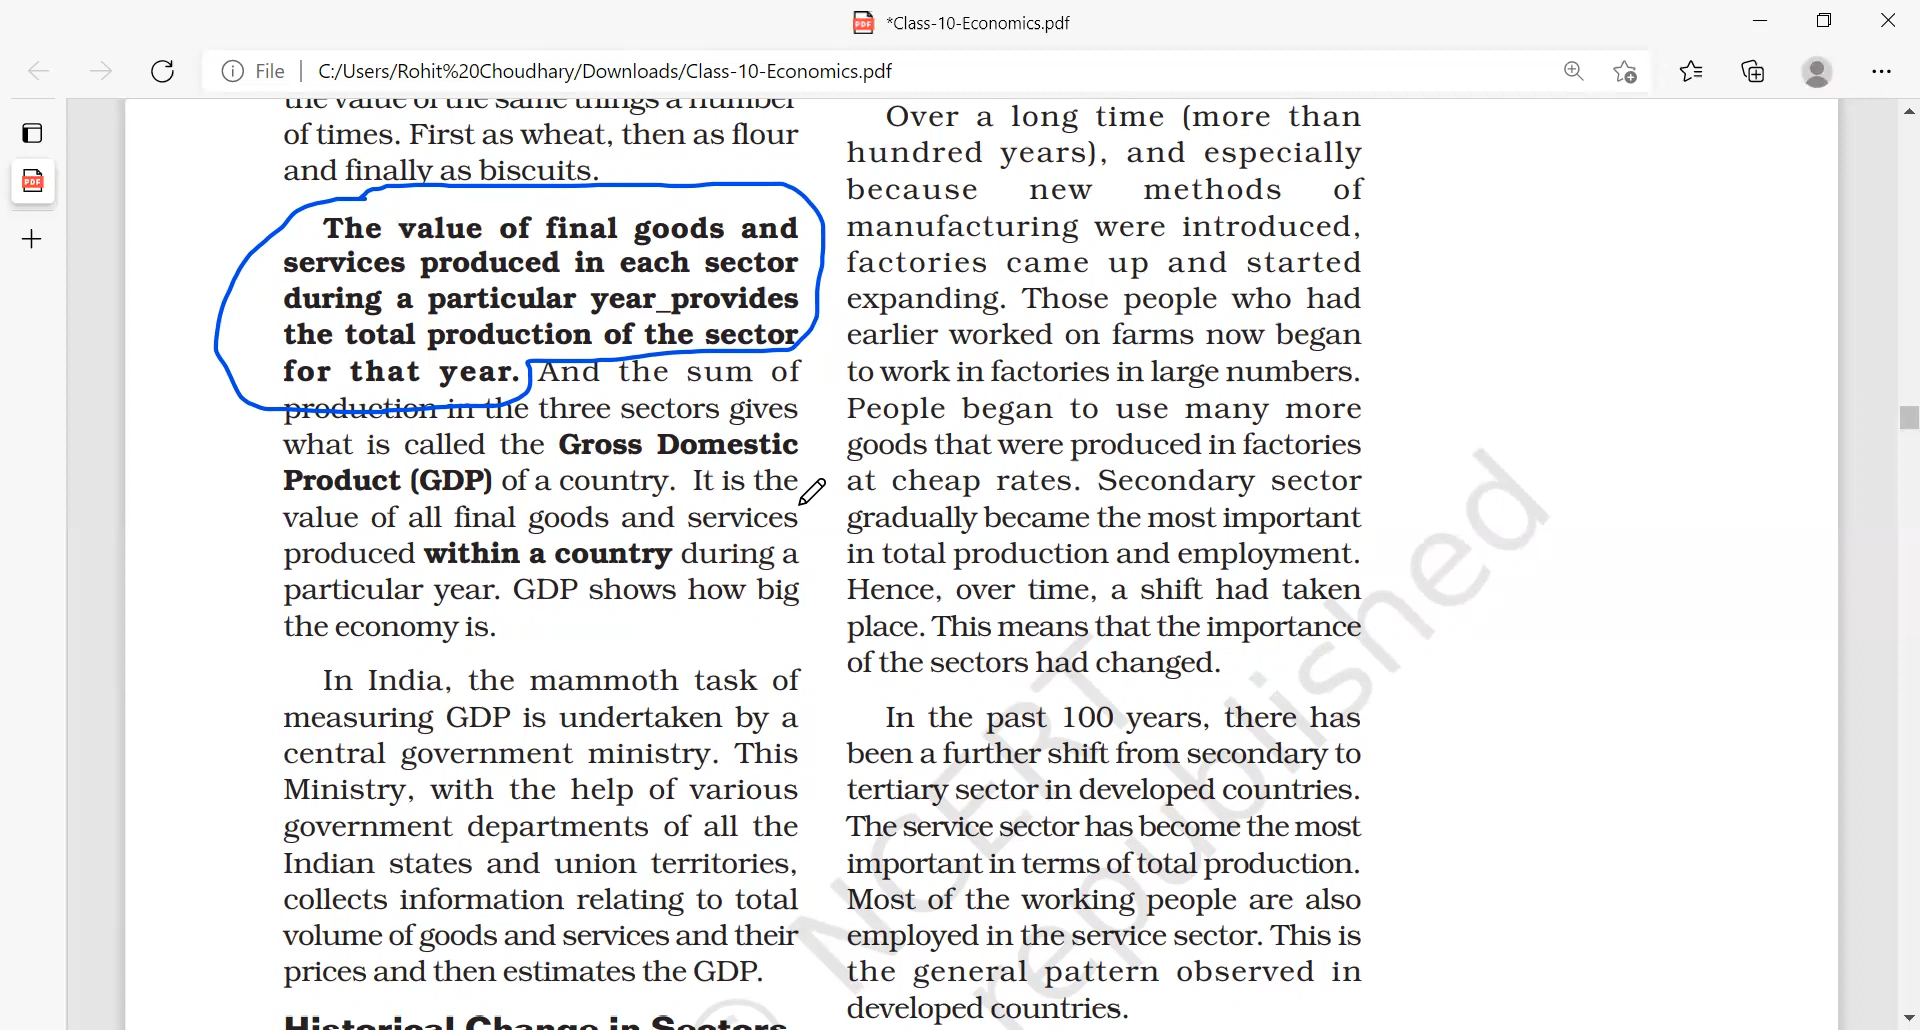 *Class-10-Economics.pdf
File
C:/Users/Rohit%20Choudhary/Downloads/Class-10-Economics.pdf
the value of the same things a number
of times. First as wheat, then as flour
and finally as biscuits.
The value of final goods and
services produced in each sector
during a particular year_provides
the total production of the sector
for that year. And the sum of
production in the three sectors gives
what is called the Gross Domestic
Product (GDP) of a country. It is the
value of all final goods and services
produced within a country during a
particular year. GDP shows how big
the economy is.
In India, the mammoth task of
measuring GDP is undertaken by a
central government ministry. This
Ministry, with the help of various
government departments of all the
Indian states and union territories,
collects information relating to total
volume of goods and services and their
prices and then estimates the GDP.
Historical Change in Sectors
Over a long time (more than
hundred years), and especially
because new methods of
manufacturing were introduced,
factories came up and started
expanding. Those people who had
earlier worked on farms now began
to work in factories in large numbers.
People began to use many more
goods that were produced in factories
at cheap rates. Secondary sector
gradually became the most important
in total production and employment.
Hence, over time, a shift had taken
place. This means that the importance
of the sectors had changed.
In the past 100 years, there has
been a further shift from secondary to
tertiary sector in developed countries.
The service sector has become the most
important in terms of total production.
Most of the working people are also
employed in the service sector. This is
the general pattern observed in
developed countries.
© NCERT
republished